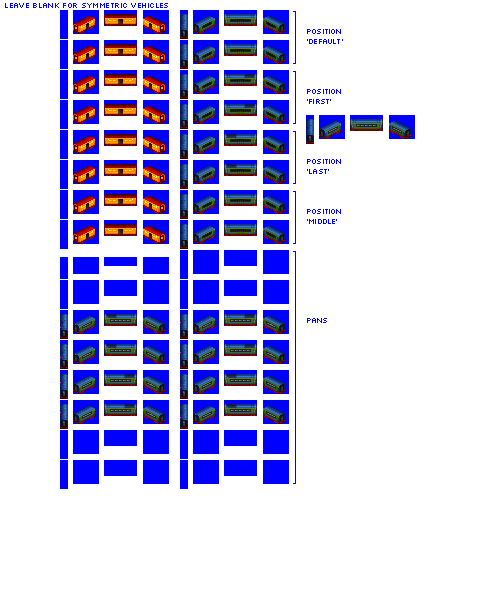 LEAVE BLANK FOR SYMMETRIC VEHICLES
POSITION
'DEFAULT'
POSITION
'FIRST'
POSITION
'LAST'
POSITION
'MIDDLE'
PANS